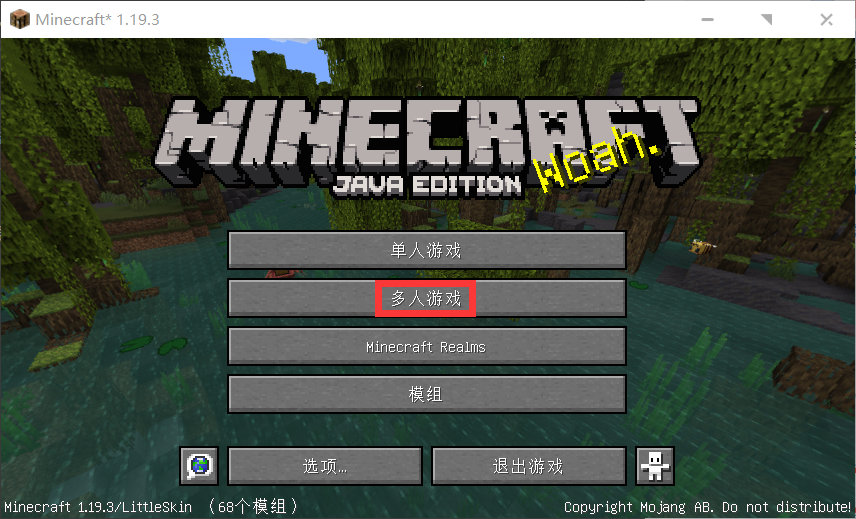 Minecraft* 1.19.3
MINECRAFT
JAVA EDITION
Woah.
单人游戏
多人游戏
Minecraft Realms
模组
选项...
退出游戏
Minecraft 1.19.3/LittleSkin （68个模组）
Copyright Mojang AB. Do not distribute!